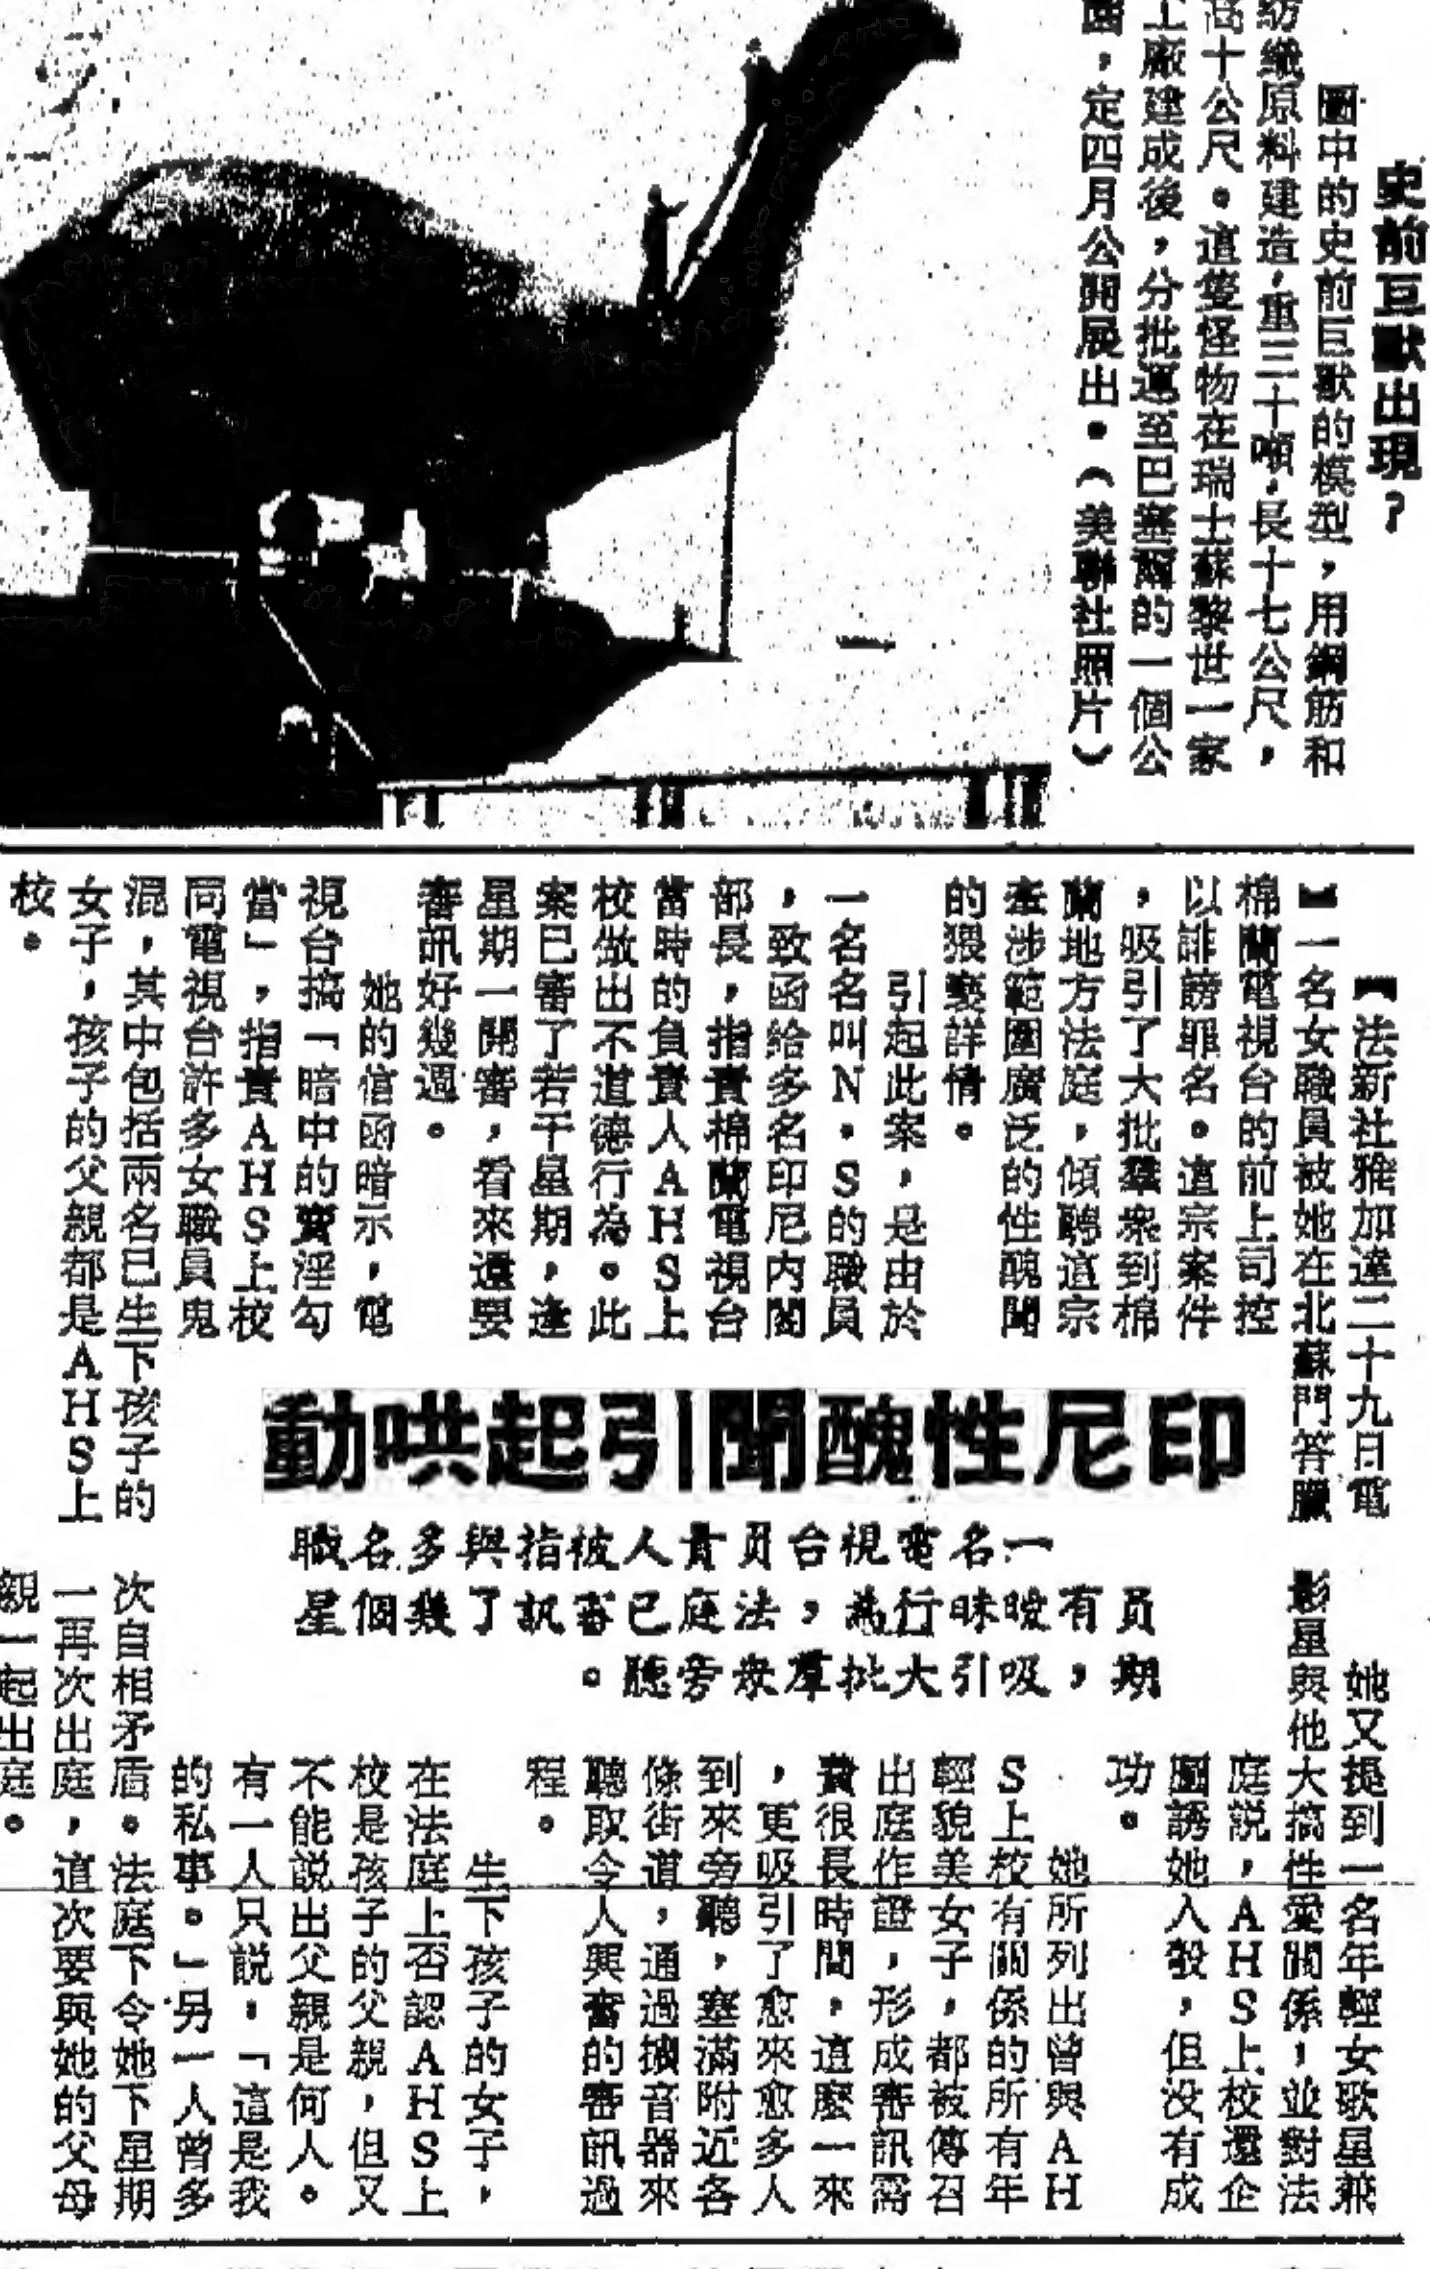 史前巨獸出現？
圖中的史前巨獸的模型，用鋼筋和
紡織原料建造，重三十噸，長十七公尺，
高十公尺。這隻怪物在瑞士蘇黎世一家
工廠建成後，分批運至巴塞爾的一個公
園，定四月公開展出。（美聯社照片）
動哄起引聞醜性尼印
職名多與指被人責負台視電名一
星個幾了訊審已庭法，為行昧曖有員
。聽旁衆羣批大引吸，期
【法新社雅加達二十九日電
】一名女職員被她在北蘇門答臘
棉蘭電視台的前上司控
以誹謗罪名。這宗案件
，吸引了大批羣衆到棉
蘭地方法庭，傾聽這宗
牽涉範圍廣泛的性醜聞
的猥褻詳情。
引起此案，是由於
一名名叫N．S的職員
，致函給多名印尼内閣
部長，指責棉蘭電視台
當時的負責人AHS上
校做出不道德行為。此
案已審了若干星期，逢
星期一開審，看來還要
審訊好幾週。
她的信函暗示，電
視台搞「暗中的賣淫勾
當」，指責AHS上校
同電視台許多女職員鬼
混，其中包括兩名已生下孩子的
女子，孩子的父親都是AHS上
校。
她又提到一名年輕女歌星兼
影星與他大搞性愛關係，並對法
庭説，AHS上校還企
圖誘她入彀，但没有成
功。
她所列出曾與AH
S上校有關係的所有年
輕貌美女子，都被傳召
出庭作證，形成審訊需
費很長時間，這麽一來
，更吸引了愈來愈多人
到來旁聽，塞滿附近各
條街道，通過擴音器來
聽取令人興奮的審訊過
程。
生下孩子的女子，
在法庭上否認AHS上
校是孩子的父親，但又
不能説出父親是何人。
有一人只説，「這是我
的私事。」另一人曾多
次自相矛盾。法庭下令她下星期
一再次出庭，這次要與她的父母
親一起出庭。